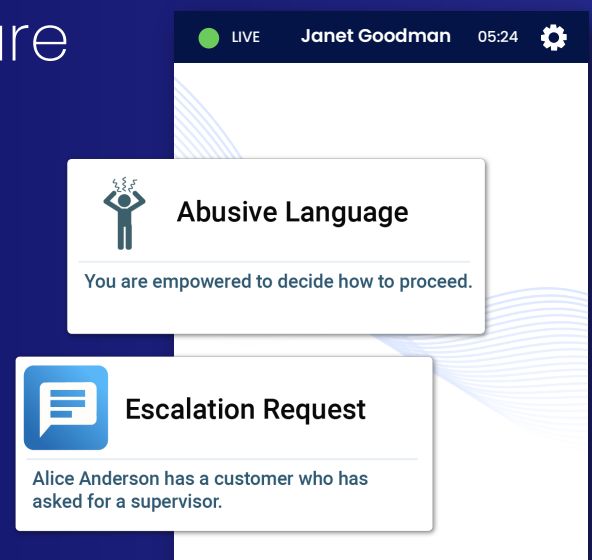 LIVE Janet Goodman 05:24
Abusive Language
You are empowered to decide how to proceed.
Escalation Request
Alice Anderson has a customer who has
asked for a supervisor.